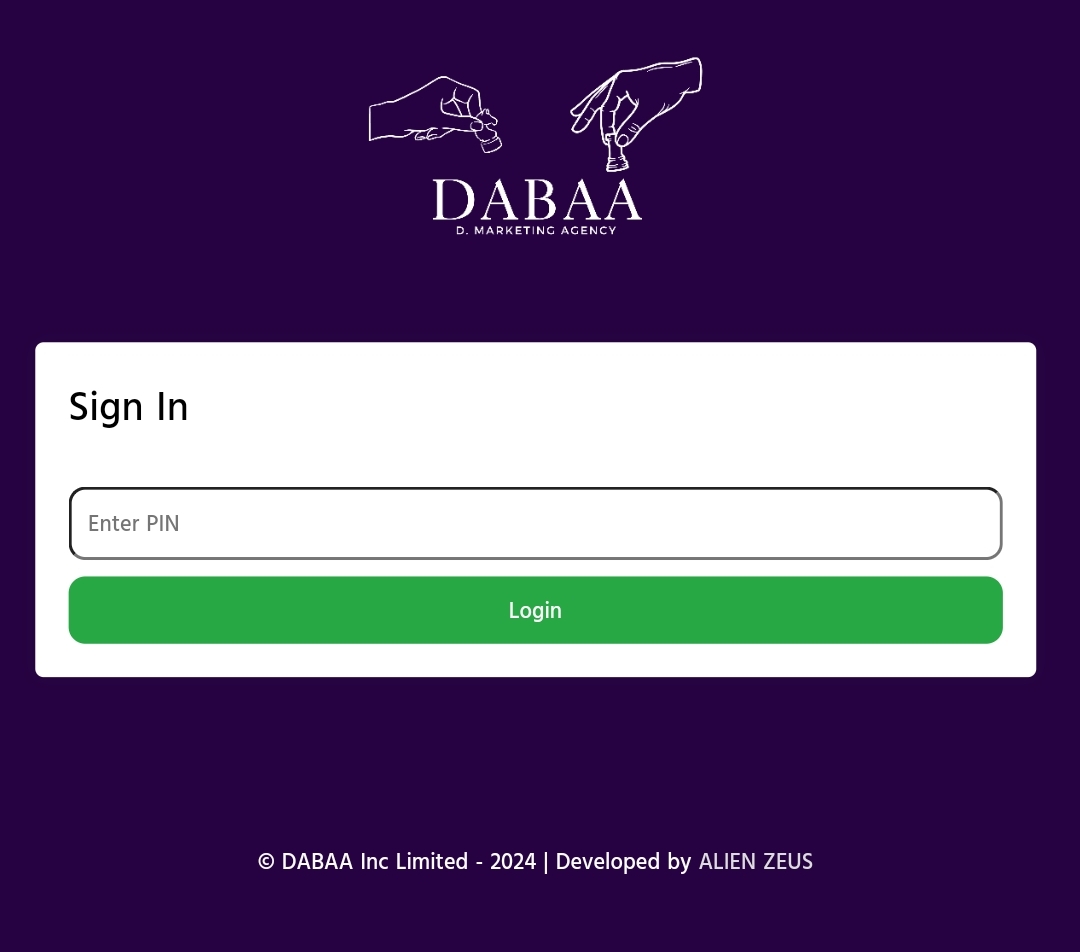 DABAA
D. MARKETING AGENCY
Sign In
Enter PIN
Login
© DABAA Inc Limited - 2024 | Developed by ALIEN ZEUS